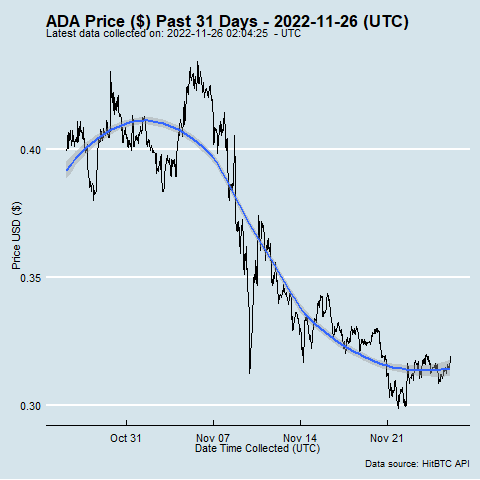 ADA Price ($) Past 31 Days - 2022-11-26 (UTC)
Latest data collected on: 2022-11-26 02:04:25 - UTC
0.40
0.35
0.30
Price USD ($)
Oct 31 Nov 07 Nov 14 Nov 21
Date Time Collected (UTC)
Data source: HitBTC API